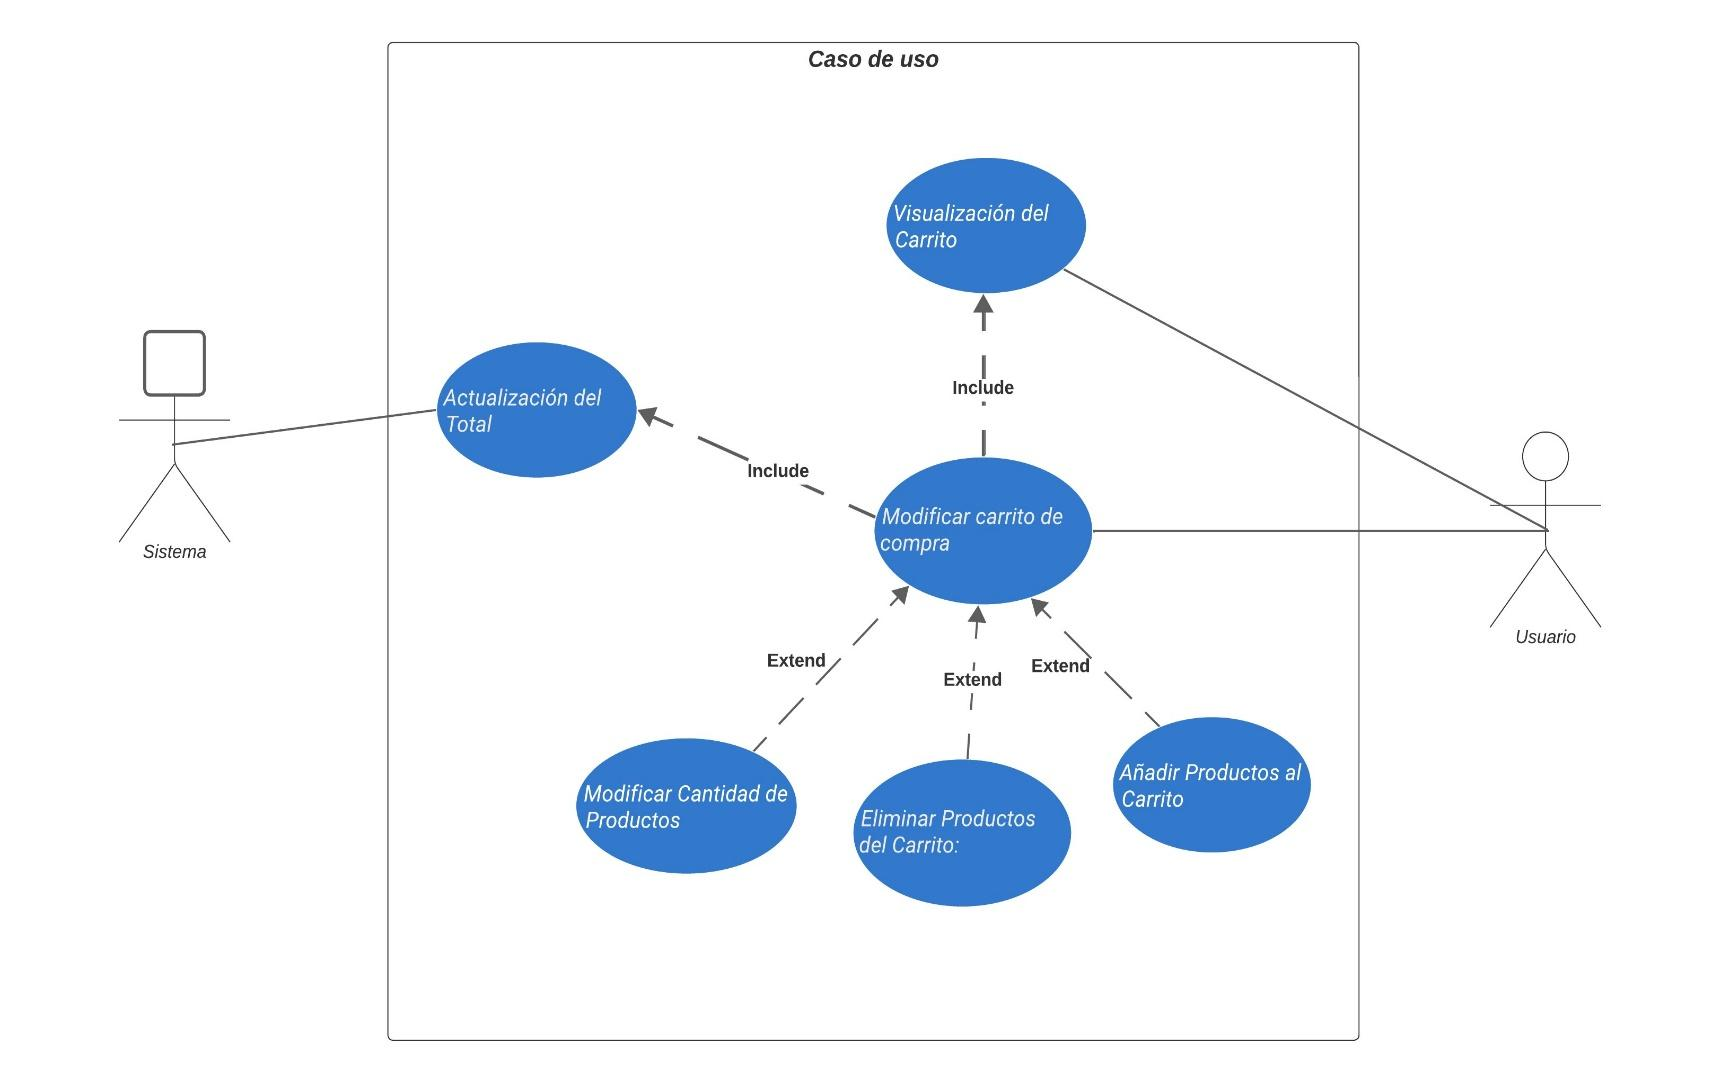 Caso de uso
Visualización del
Carrito
Actualización del
Total
Include
Include
Modificar carrito de
compra
Sistema
Usuario
Extend
Extend
Extend
Modificar Cantidad de
Productos
Eliminar Productos
del Carrito:
Añadir Productos al
Carrito